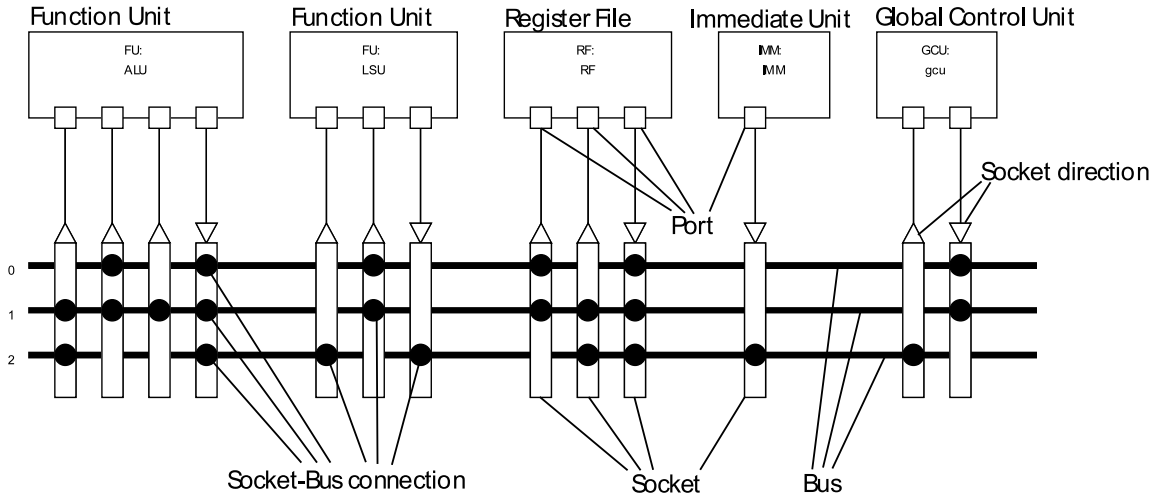 Function Unit
Function Unit
Register File
Immediate Unit
Global Control Unit
FU:
ALU
FU:
LSU
RF:
RF
IMM:
IMM
GCU:
gcu
Socket direction
Port
0
1
2
Socket-Bus connection
Socket
Bus